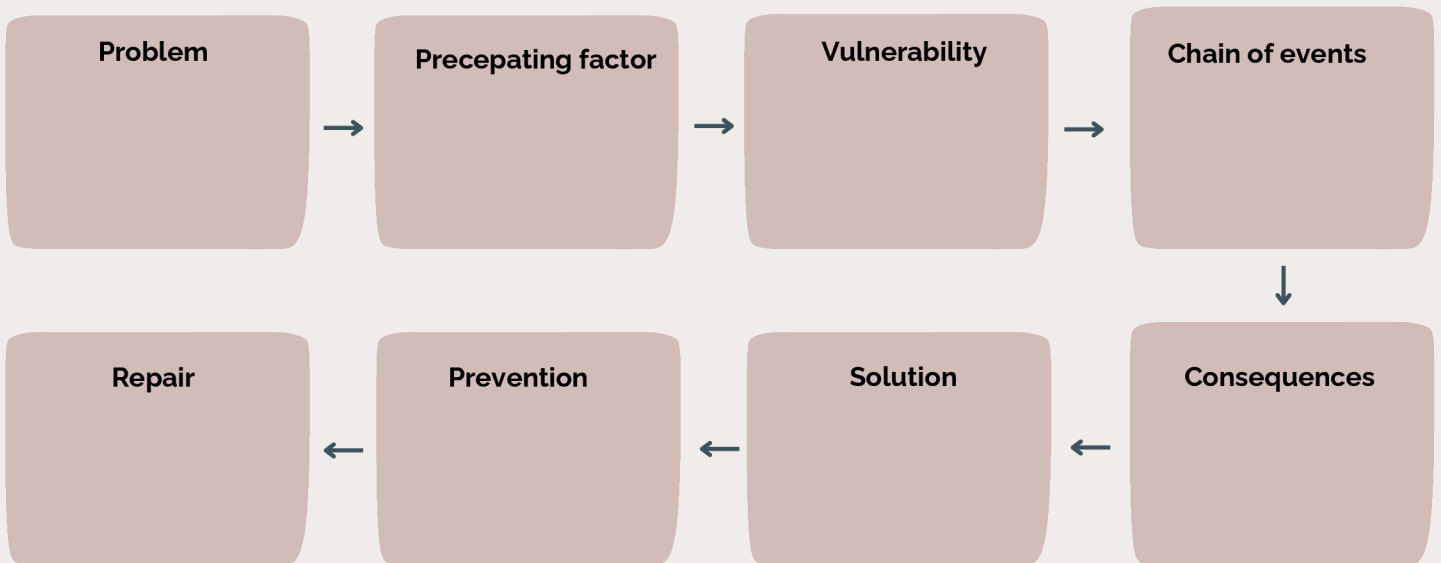 Problem
Precepating factor
Vulnerability
Chain of events
Consequences
Solution
Prevention
Repair